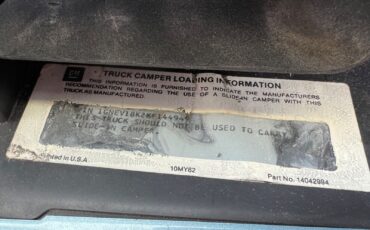 GM
TRUCK CAMPER LOADING INFORMATION
THIS INFORMATION IS FURNISHED TO INDICATE THE MANUFACTURERS
RECOMMENDATION REGARDING THE USE OF A SLIDE-IN CAMPER WITH THIS
TRUCK AS MANUFACTURED.
THIS TRUCK SHOULD NOT BE USED TO CARRY
SLIDE-IN CAMPER
Printed in U.S.A.
10MY82
Part No. 14042984